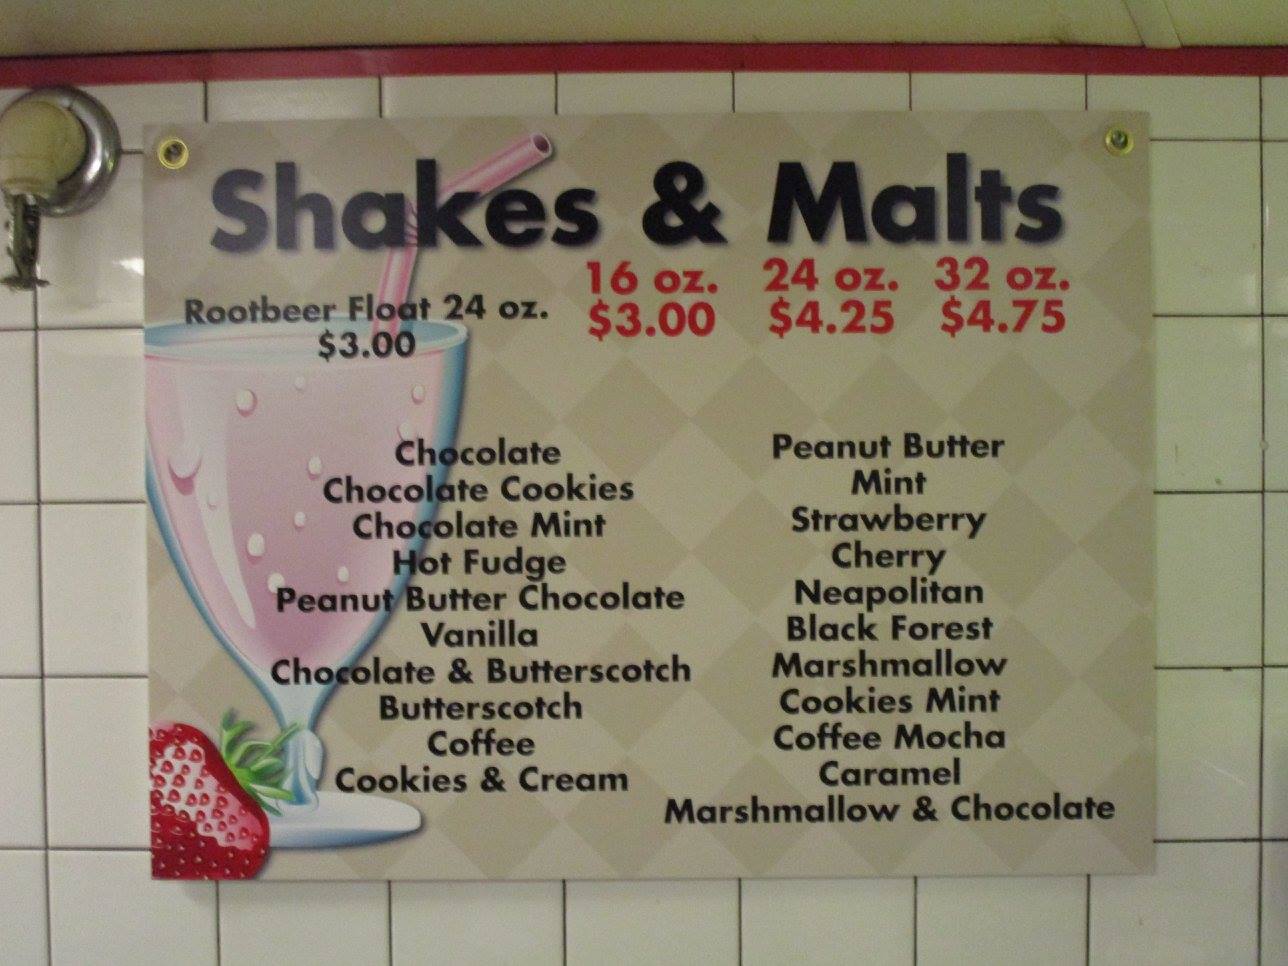 Shakes & Malts
16 oz. 24 oz. 32 oz.
$3.00 $4.25 $4.75
Rootbeer Float 24 oz.
$3.00
Chocolate
Chocolate Cookies
Chocolate Mint
Hot Fudge
Peanut Butter Chocolate
Vanilla
Chocolate & Butterscotch
Butterscotch
Coffee
Cookies & Cream
Peanut Butter
Mint
Strawberry
Cherry
Neapolitan
Black Forest
Marshmallow
Cookies Mint
Coffee Mocha
Caramel
Marshmallow & Chocolate